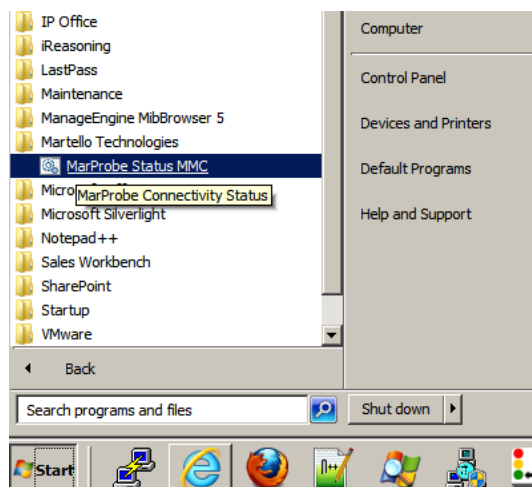 IP Office
iReasoning
LastPass
Maintenance
ManageEngine MibBrowser 5
Martello Technologies
MarProbe Status MMC
Micro
MarProbe Connectivity Status
Microsoft Silverlight
Notepad++
Sales Workbench
SharePoint
Startup
VMware
Back
Search programs and files
Computer
Control Panel
Devices and Printers
Default Programs
Help and Support
Shut down
Start